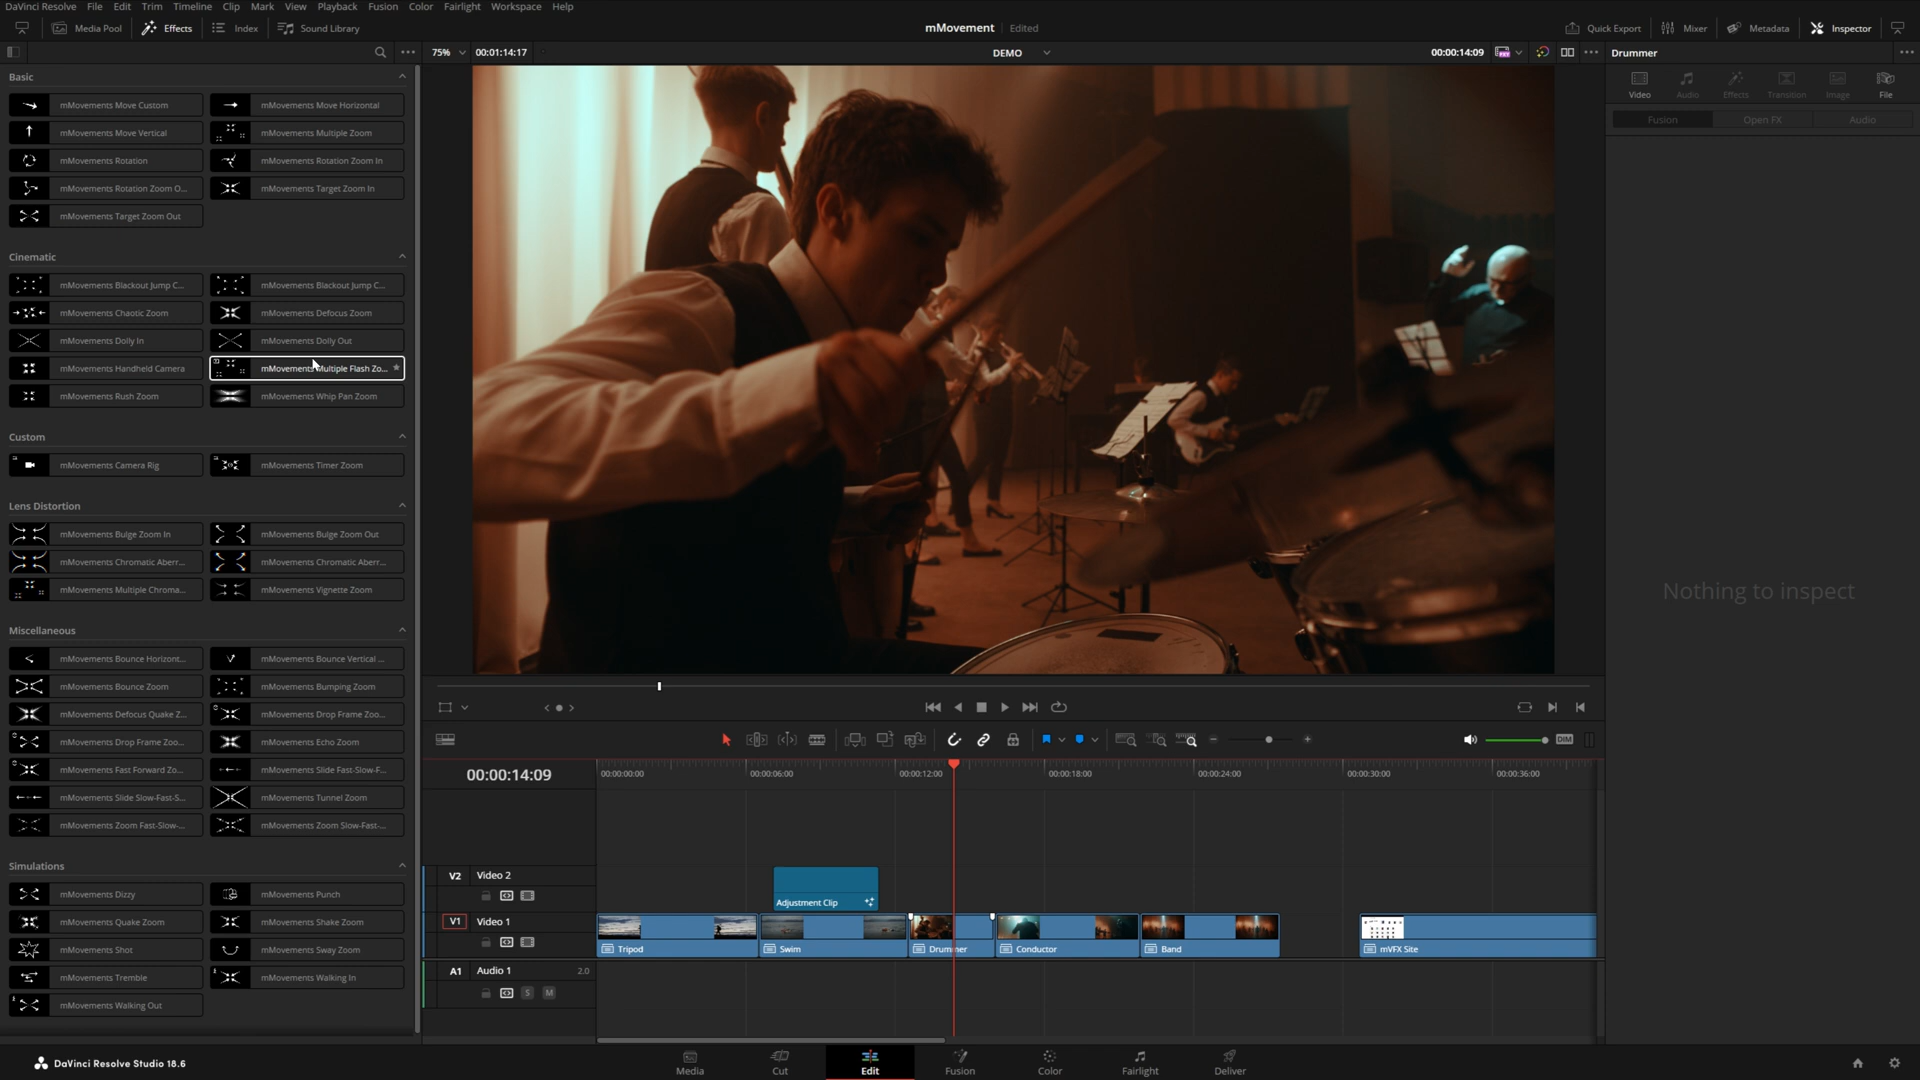 DaVinci Resolve File Edit Trim Timeline Clip Mark View Playback Fusion Color Fairlight Workspace Help
Media Pool Effects Index Sound Library mMovement Edited Quick Export Mixer Metadata Inspector
75% 00:01:14:17 DEMO 00:00:14:09 Drummer
Basic
mMovements Move Custom mMovements Move Horizontal
mMovements Move Vertical mMovements Multiple Zoom
mMovements Rotation mMovements Rotation Zoom In
mMovements Rotation Zoom O... mMovements Target Zoom In
mMovements Target Zoom Out
Cinematic
mMovements Blackout Jump C... mMovements Blackout Jump C...
mMovements Chaotic Zoom mMovements Defocus Zoom
mMovements Dolly In mMovements Dolly Out
mMovements Handheld Camera mMovements Multiple Flash Zo...
mMovements Rush Zoom mMovements Whip Pan Zoom
Custom
mMovements Camera Rig mMovements Timer Zoom
Lens Distortion
mMovements Bulge Zoom In mMovements Bulge Zoom Out
mMovements Chromatic Aberr... mMovements Chromatic Aberr...
mMovements Multiple Chroma... mMovements Vignette Zoom
Miscellaneous
mMovements Bounce Horizont... mMovements Bounce Vertical ...
mMovements Bounce Zoom mMovements Bumping Zoom
mMovements Defocus Quake Z... mMovements Drop Frame Zoo...
mMovements Drop Frame Zoo... mMovements Echo Zoom
mMovements Fast Forward Zo... mMovements Slide Fast-Slow-F...
mMovements Slide Slow-Fast-S... mMovements Tunnel Zoom
mMovements Zoom Fast-Slow-... mMovements Zoom Slow-Fast-...
Simulations
mMovements Dizzy mMovements Punch
mMovements Quake Zoom mMovements Shake Zoom
mMovements Shot mMovements Sway Zoom
mMovements Tremble mMovements Walking In
mMovements Walking Out
Video Audio Effects Transition Image File
Fusion Open FX Audio
Nothing to inspect
DIM
00:00:14:09 00:00:00:00 00:00:06:00 00:00:12:00 00:00:18:00 00:00:24:00 00:00:30:00 00:00:36:00
V2 Video 2
Adjustment Clip
V1 Video 1
Tripod Swim Drummer Conductor Band mVFX Site
A1 Audio 1 2.0
S M
DaVinci Resolve Studio 18.6
Media Cut Edit Fusion Color Fairlight Deliver